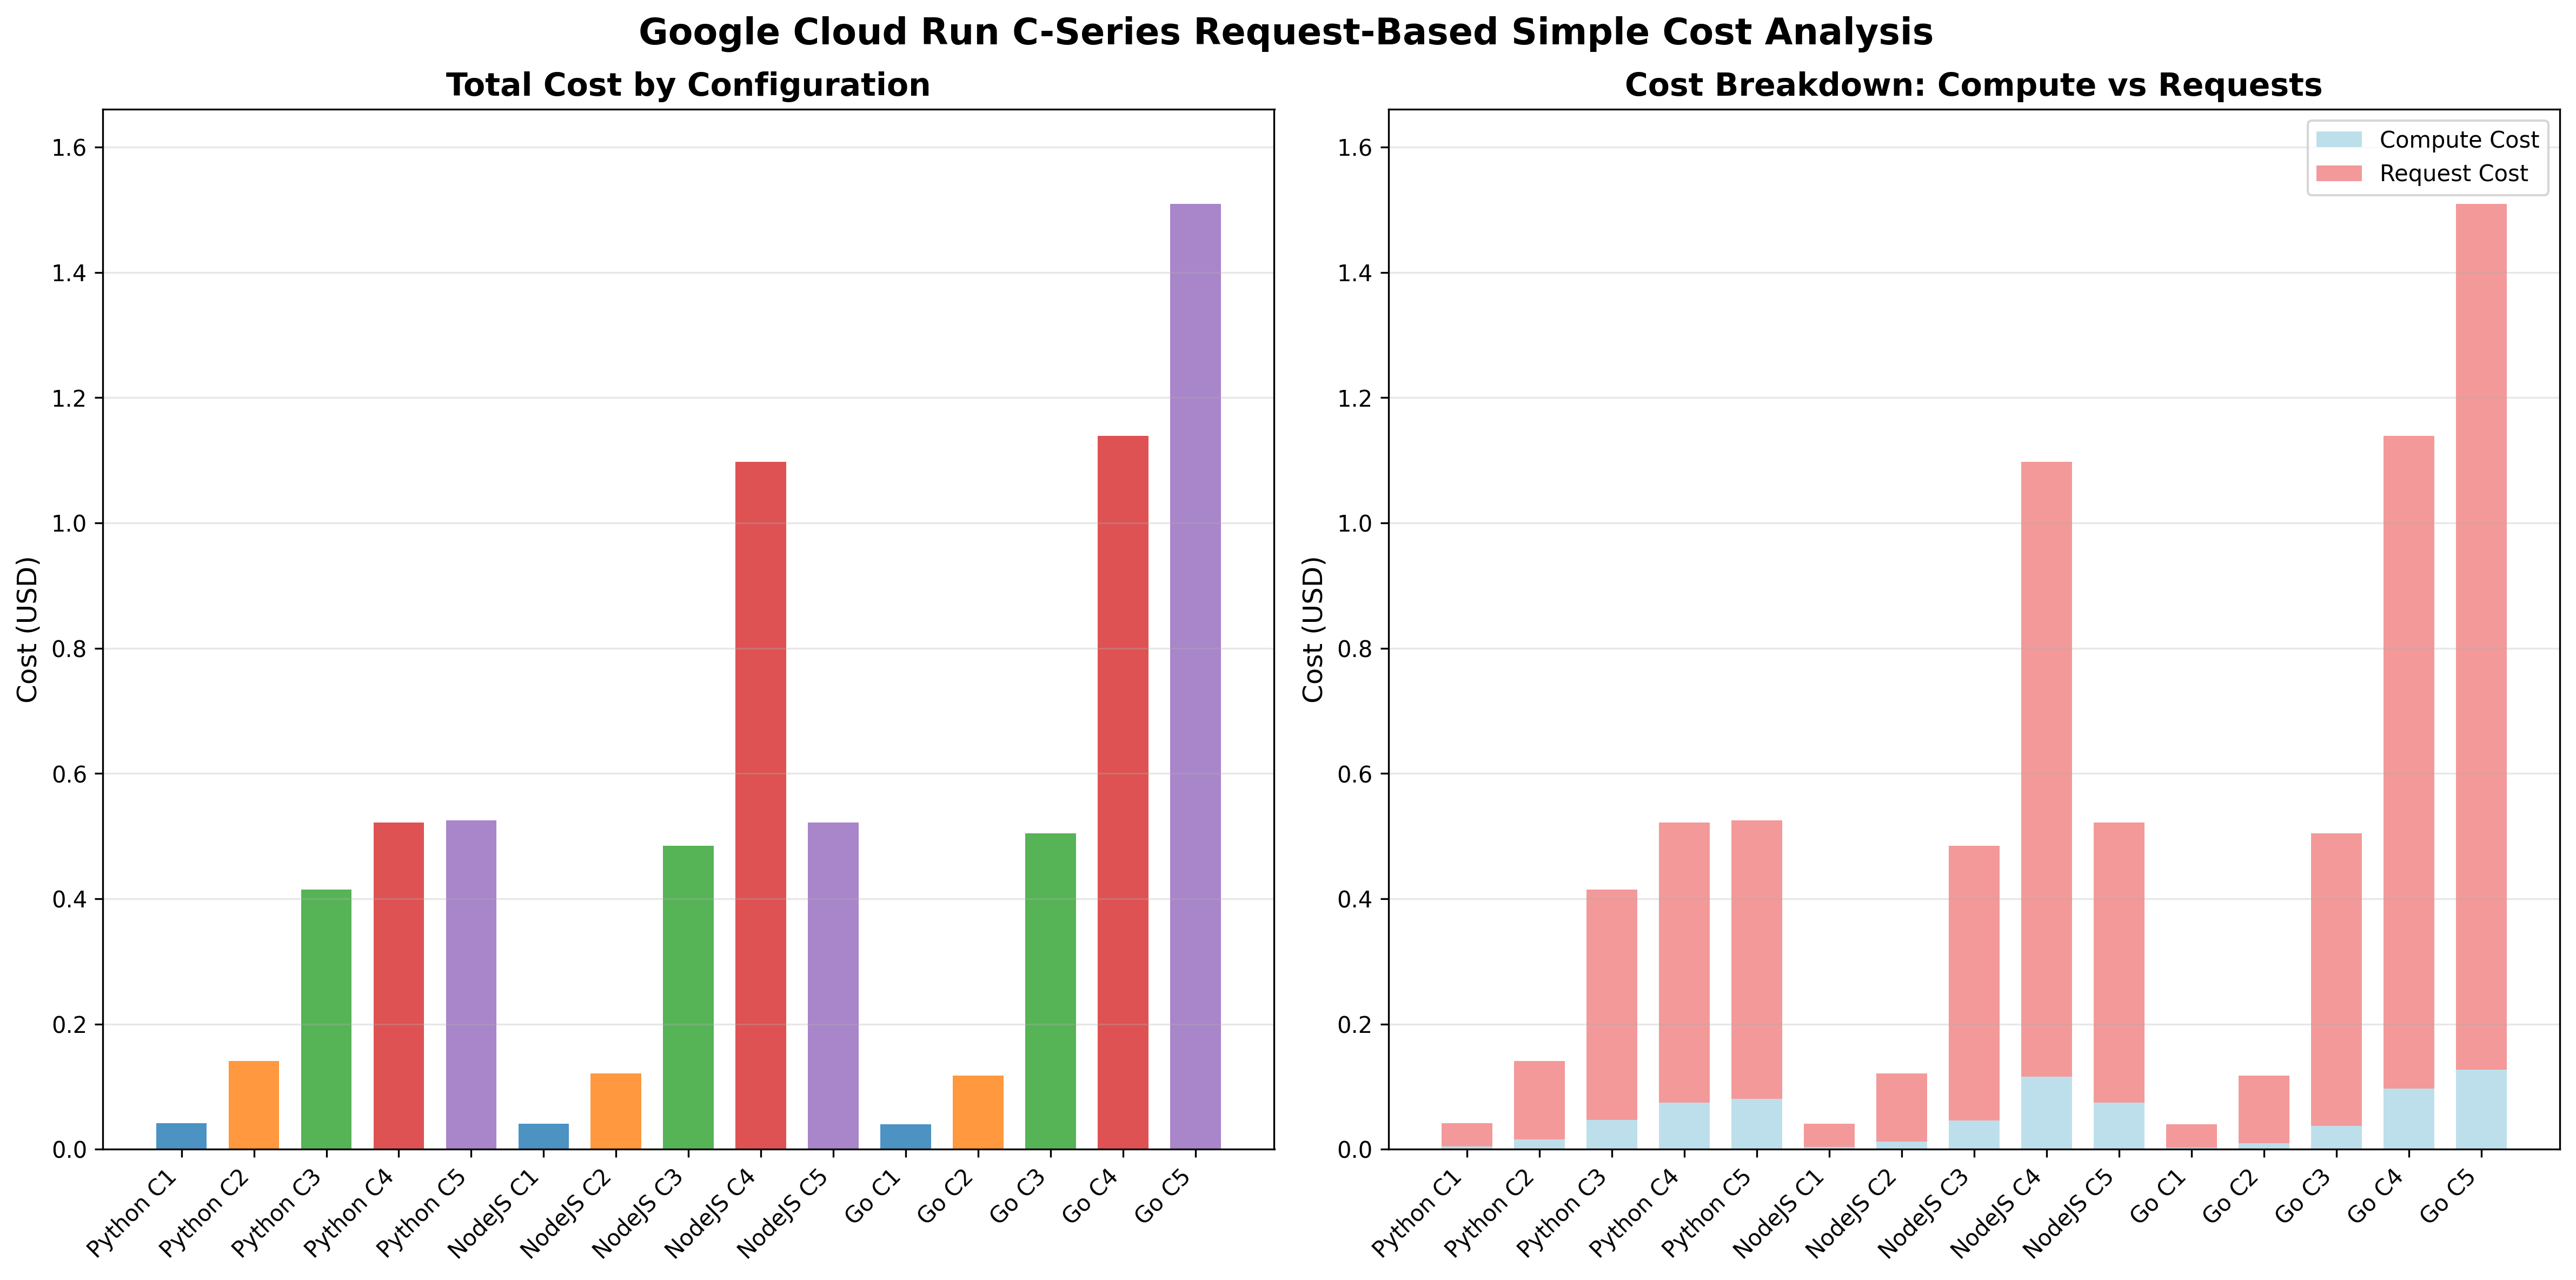 Google Cloud Run C-Series Request-Based Simple Cost Analysis
Total Cost by Configuration
Cost (USD)
1.6
1.4
1.2
1.0
0.8
0.6
0.4
0.2
0.0
Python C1
Python C2
Python C3
Python C4
Python C5
NodeJS C1
NodeJS C2
NodeJS C3
NodeJS C4
NodeJS C5
Go C1
Go C2
Go C3
Go C4
Go C5
Cost Breakdown: Compute vs Requests
Compute Cost
Request Cost
Cost (USD)
1.6
1.4
1.2
1.0
0.8
0.6
0.4
0.2
0.0
Python C1
Python C2
Python C3
Python C4
Python C5
NodeJS C1
NodeJS C2
NodeJS C3
NodeJS C4
NodeJS C5
Go C1
Go C2
Go C3
Go C4
Go C5